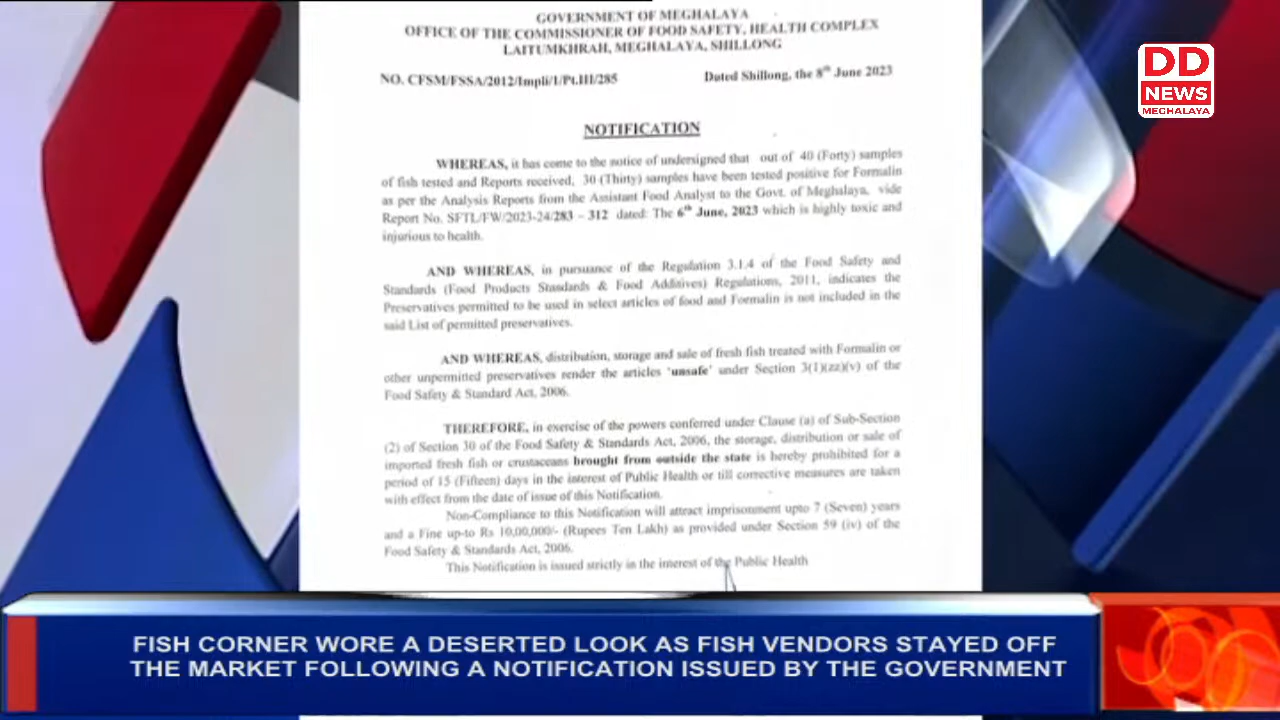 GOVERNMENT OF MEGHALAYA
OFFICE OF THE COMMISSIONER OF FOOD SAFETY, HEALTH COMPLEX
LAITUMKHRAH, MEGHALAYA, SHILLONG
NO. CFSM/FSSA/2012/Impli/1/Pt.III/285 Dated Shillong, the 8th June 2023
DD
NEWS
MEGHALAYA
NOTIFICATION
WHEREAS, it has come to the notice of undersigned that out of 40 (Forty) samples
of fish tested and Reports received, 30 (Thirty) samples have been tested positive for Formalin
as per the Analysis Reports from the Assistant Food Analyst to the Govt. of Meghalaya, vide
Report No. SFTL/FW/2023-24/283 – 312 dated: The 6th June, 2023 which is highly toxic and
injurious to health.
AND WHEREAS, in pursuance of the Regulation 3.1.4 of the Food Safety and
Standards (Food Products Standards & Food Additives) Regulations, 2011, indicates the
Preservatives permitted to be used in select articles of food and Formalin is not included in the
said List of permitted preservatives.
AND WHEREAS, distribution, storage and sale of fresh fish treated with Formalin or
other unpermitted preservatives render the articles 'unsafe' under Section 3(1)(zz)(v) of the
Food Safety & Standard Act, 2006.
THEREFORE, in exercise of the powers conferred under Clause (a) of Sub-Section
(2) of Section 30 of the Food Safety & Standards Act, 2006, the storage, distribution or sale of
imported fresh fish or crustaceans brought from outside the state is hereby prohibited for a
period of 15 (Fifteen) days in the interest of Public Health or till corrective measures are taken
with effect from the date of issue of this Notification.
Non-Compliance to this Notification will attract imprisonment upto 7 (Seven) years
and a Fine up-to Rs 10,00,000/- (Rupees Ten Lakh) as provided under Section 59 (iv) of the
Food Safety & Standards Act, 2006.
This Notification is issued strictly in the interest of the Public Health
FISH CORNER WORE A DESERTED LOOK AS FISH VENDORS STAYED OFF
THE MARKET FOLLOWING A NOTIFICATION ISSUED BY THE GOVERNMENT